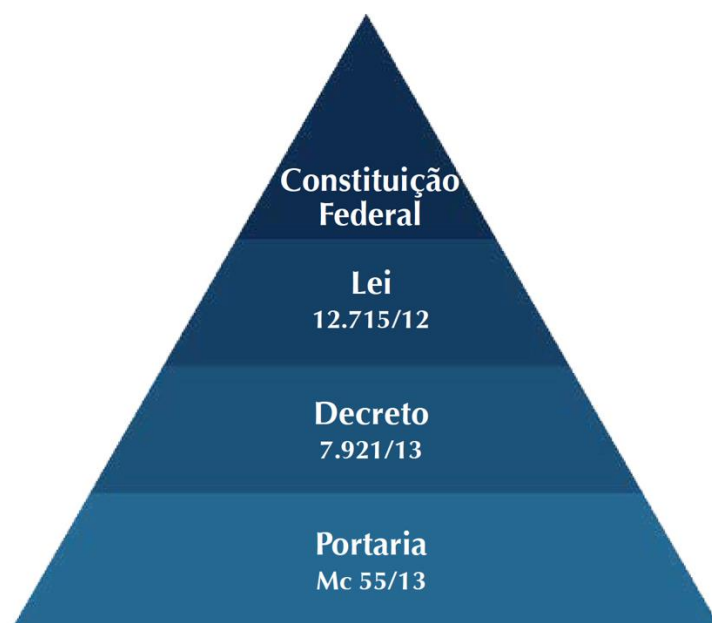 Constituição
Federal
Lei
12.715/12
Decreto
7.921/13
Portaria
Mc 55/13